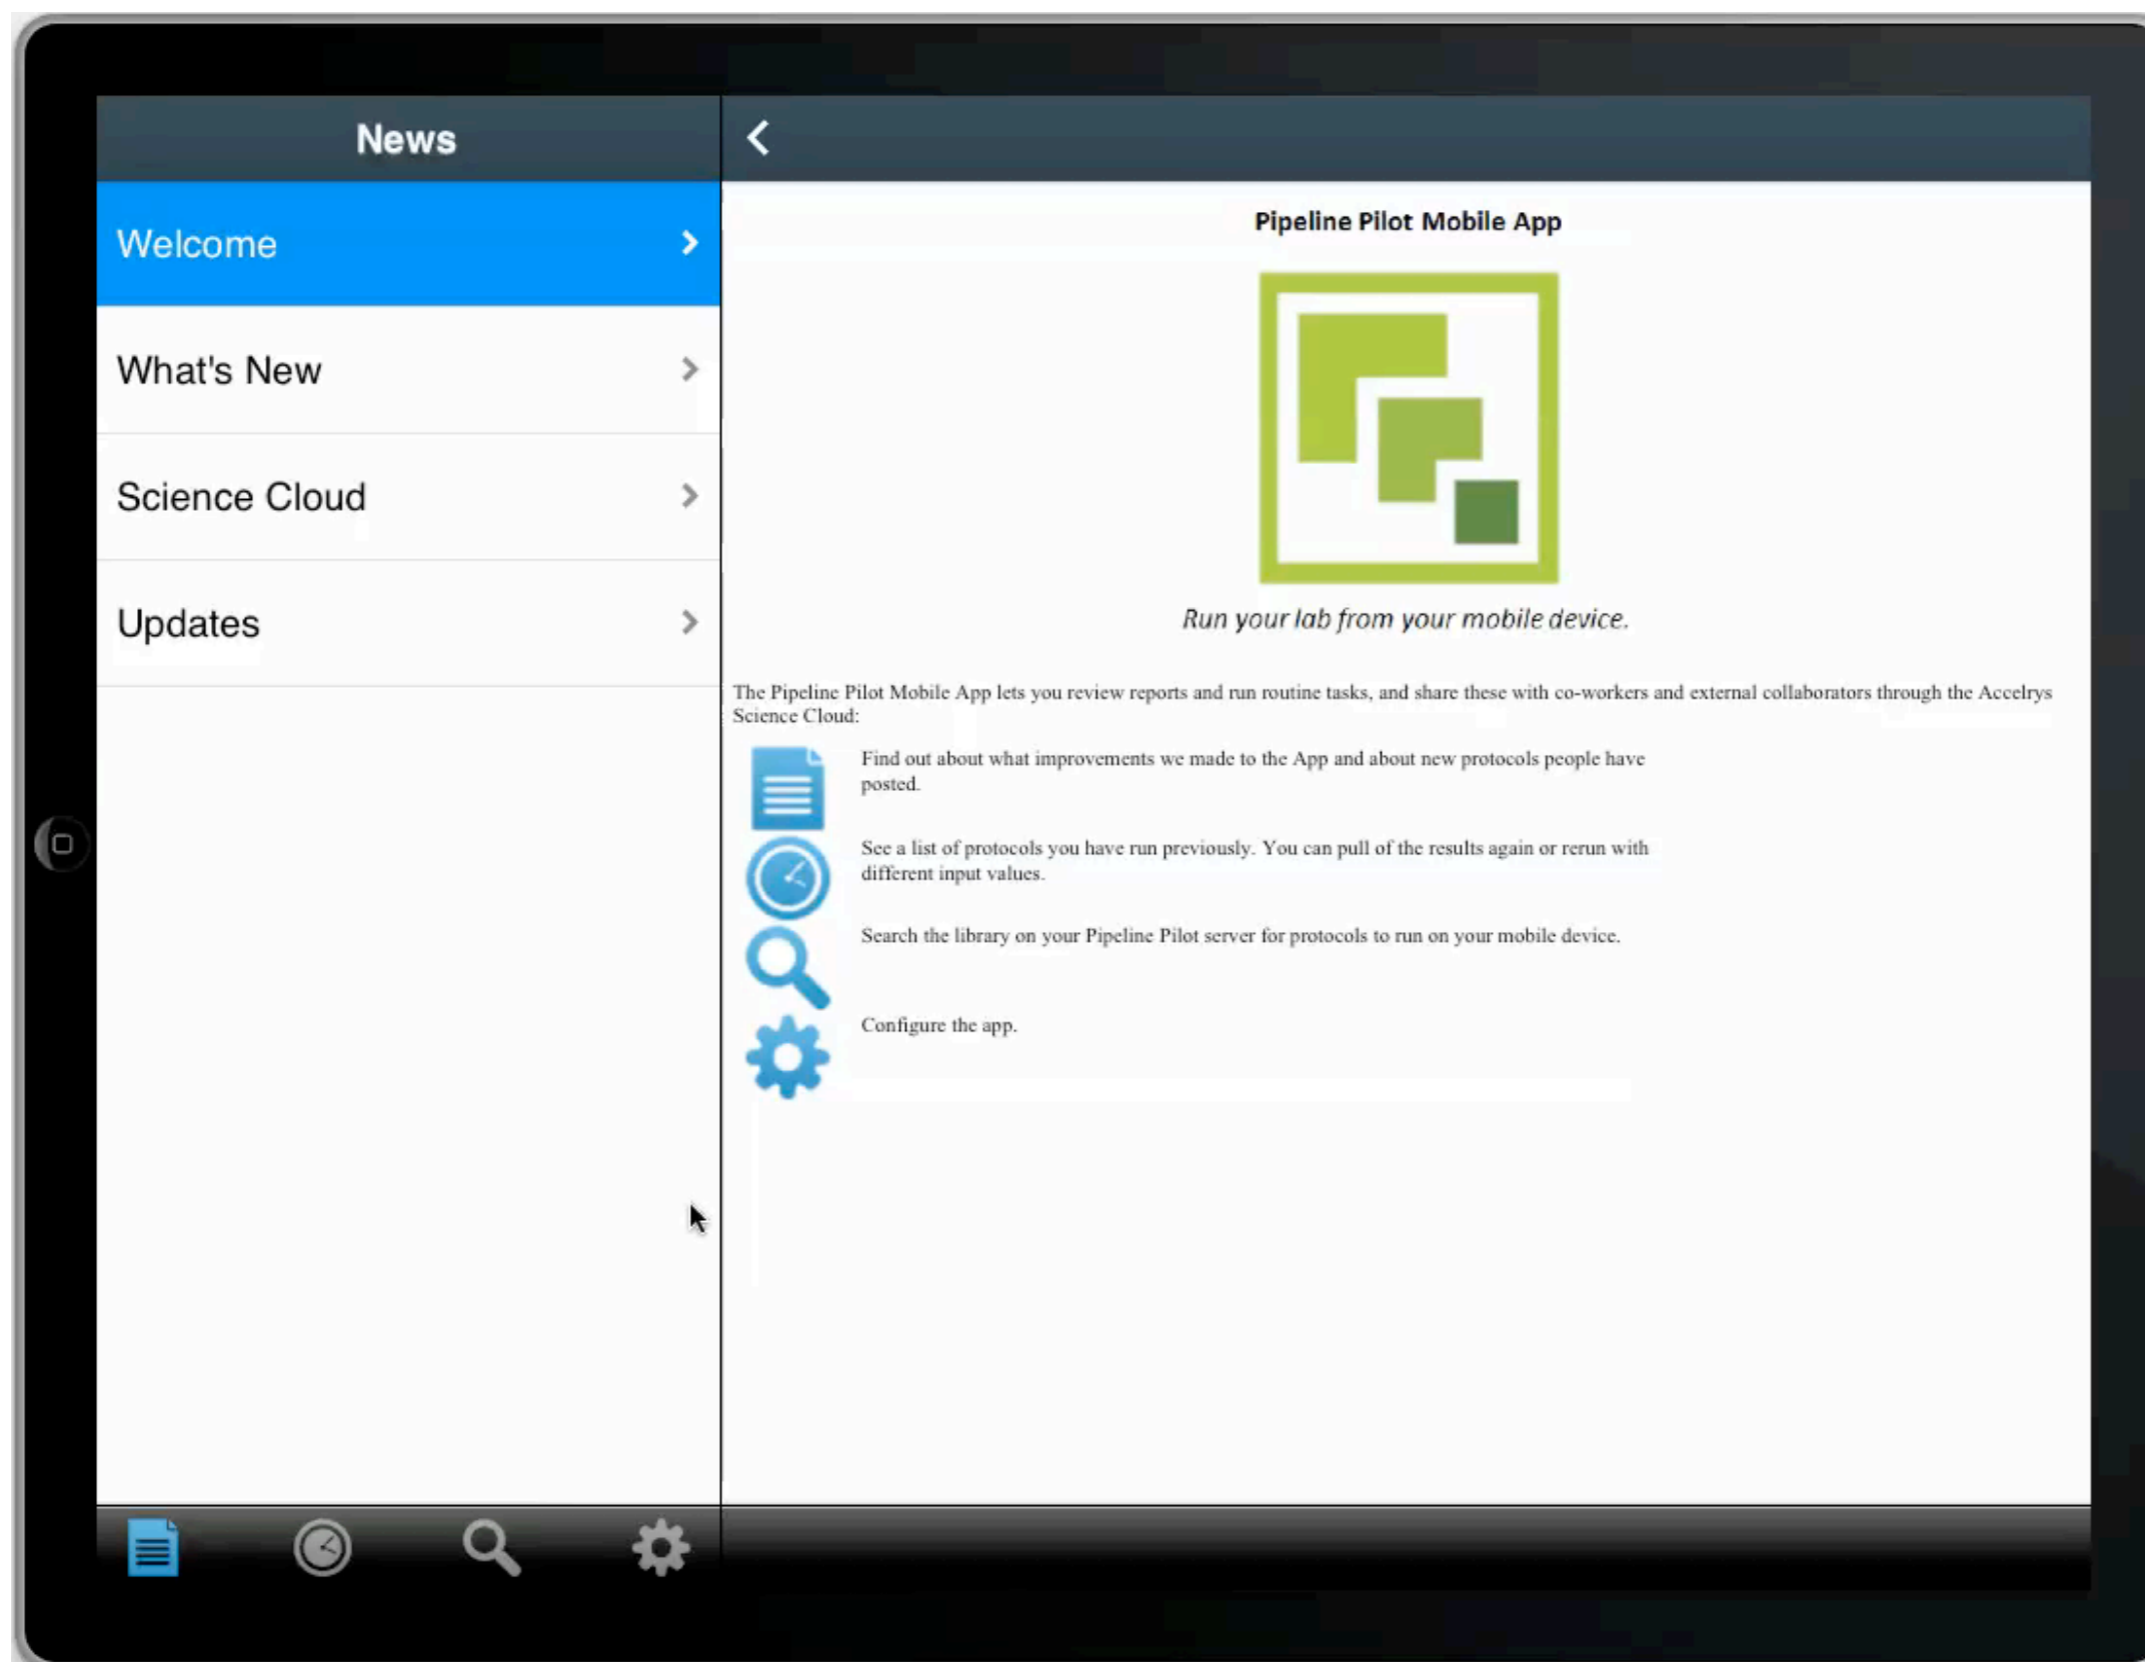 News
Welcome
What's New
Science Cloud
Updates
Pipeline Pilot Mobile App
Run your lab from your mobile device.
The Pipeline Pilot Mobile App lets you review reports and run routine tasks, and share these with co-workers and external collaborators through the Accelrys
Science Cloud:
Find out about what improvements we made to the App and about new protocols people have
posted.
See a list of protocols you have run previously. You can pull of the results again or rerun with
different input values.
Search the library on your Pipeline Pilot server for protocols to run on your mobile device.
Configure the app.